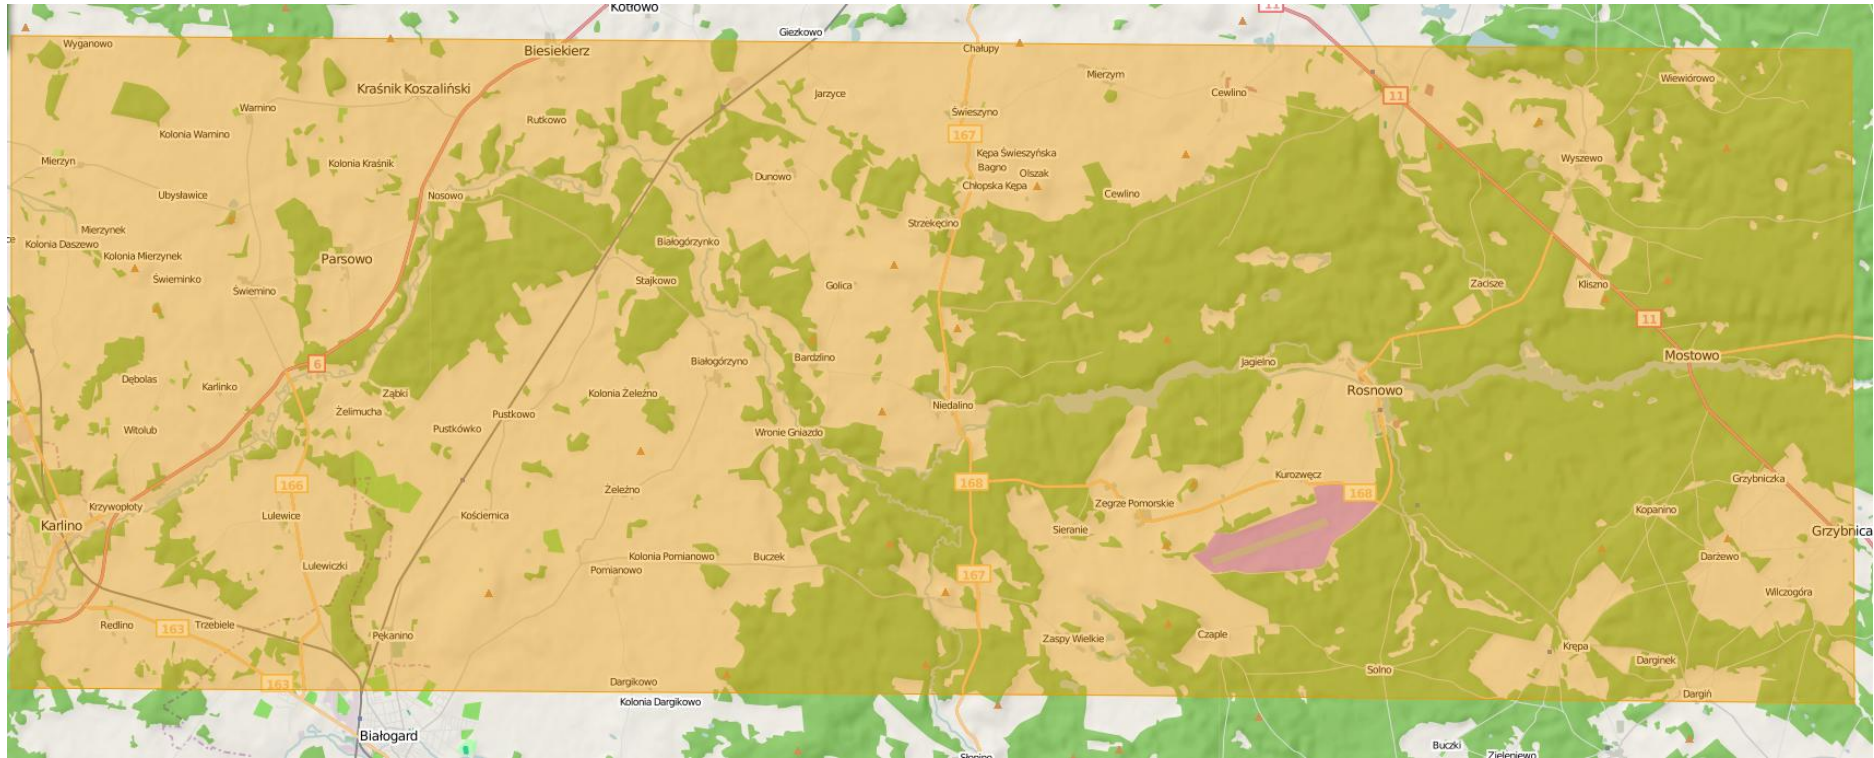 Kotłowo
11
Giezkowo
Wyganowo
Biesiekierz
Chałupy
Mierzym
Wiewiórowo
Kraśnik Koszaliński
Jarzyce
Cewlino
11
Warnino
Świeszyno
Rutkowo
Kolonia Warnino
167
Mierzyn
Kolonia Kraśnik
Kępa Świeszyńska
Wyszewo
Bagno
Olszak
Dunowo
Chłopska Kępa
Ubysławice
Nosowo
Cewlino
Strzekęcino
Mierzynek
Kolonia Daszewo
Białogórzynko
Kolonia Mierzynek
Parsowo
Świeminko
Stajkowo
Golica
Zacisze
Kliszno
Świemino
11
Mostowo
Bardzlino
Białogórzyno
Jagielno
6
Dębolas
Karlinko
Ząbki
Kolonia Żeleźno
Rosnowo
Niedalino
Żelimucha
Pustkowo
Witolub
Pustkówko
Wronie Gniazdo
Kurozwęcz
Grzybniczka
168
166
Żeleźno
168
Zegrze Pomorskie
Krzywopłoty
Kopanino
Lulewice
Kościernica
Karlino
Sieranie
Grzybnica
Kolonia Pomianowo
Buczek
Darżewo
Lulewiczki
Pomianowo
167
Wilczogóra
Redlino
163
Trzebiele
Pękanino
Zaspy Wielkie
Czaple
Krępa
Darginek
Solno
163
Dargikowo
Dargiń
Kolonia Dargikowo
Białogard
Buczki
Zieleniewo